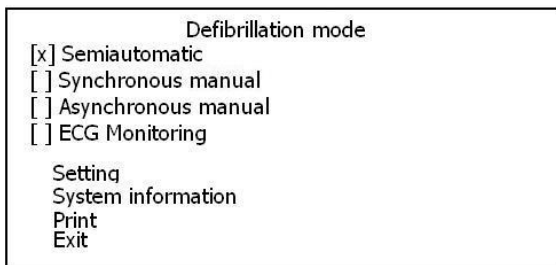 Defibrillation mode
[x] Semiautomatic
[ ] Synchronous manual
[ ] Asynchronous manual
[ ] ECG Monitoring
Setting
System information
Print
Exit